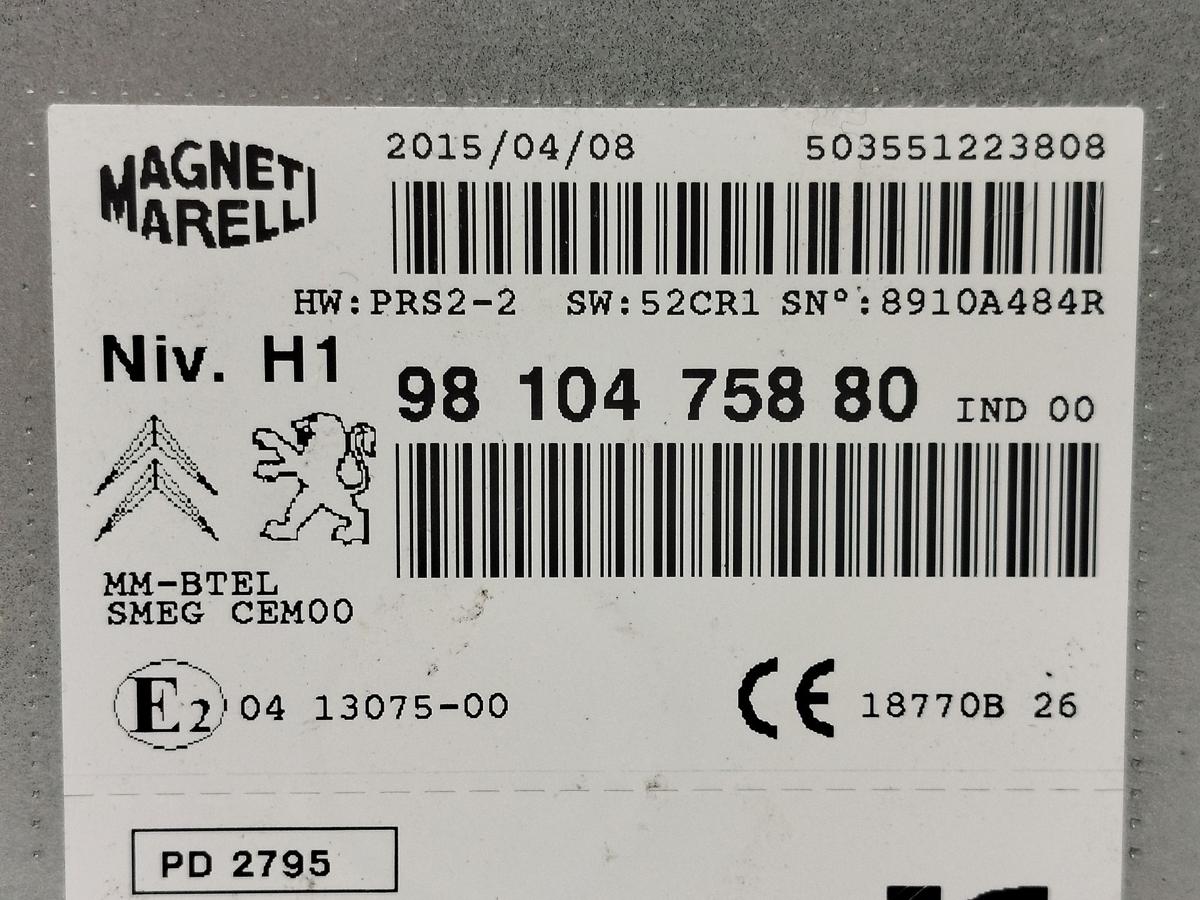 MAGNETI
MARELLI
2015/04/08 503551223808
HW:PRS2-2 SW:52CR1 SN°:8910A484R
Niv. H1
98 104 758 80 IND 00
MM-BTEL
SMEG CEM00
E2 04 13075-00
CE 18770B 26
PD 2795